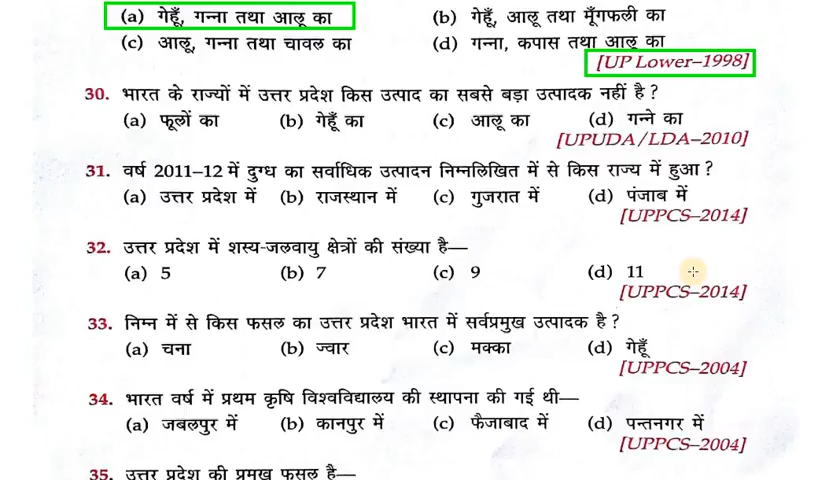 (a) गेहूँ, गन्ना तथा आलू का (b) गेहूँ, आलू तथा मूँगफली का
(c) आलू, गन्ना तथा चावल का (d) गन्ना, कपास तथा आलू का
[UP Lower–1998]
30. भारत के राज्यों में उत्तर प्रदेश किस उत्पाद का सबसे बड़ा उत्पादक नहीं है?
(a) फूलों का (b) गेहूँ का (c) आलू का (d) गन्ने का
[UPUDA/LDA–2010]
31. वर्ष 2011–12 में दुग्ध का सर्वाधिक उत्पादन निम्नलिखित में से किस राज्य में हुआ?
(a) उत्तर प्रदेश में (b) राजस्थान में (c) गुजरात में (d) पंजाब में
[UPPCS–2014]
32. उत्तर प्रदेश में शस्य-जलवायु क्षेत्रों की संख्या है—
(a) 5 (b) 7 (c) 9 (d) 11
[UPPCS–2014]
33. निम्न में से किस फसल का उत्तर प्रदेश भारत में सर्वप्रमुख उत्पादक है?
(a) चना (b) ज्वार (c) मक्का (d) गेहूँ
[UPPCS–2004]
34. भारत वर्ष में प्रथम कृषि विश्वविद्यालय की स्थापना की गई थी—
(a) जबलपुर में (b) कानपुर में (c) फैजाबाद में (d) पन्तनगर में
[UPPCS–2004]
35. उत्तर प्रदेश की प्रमुख फसल है—